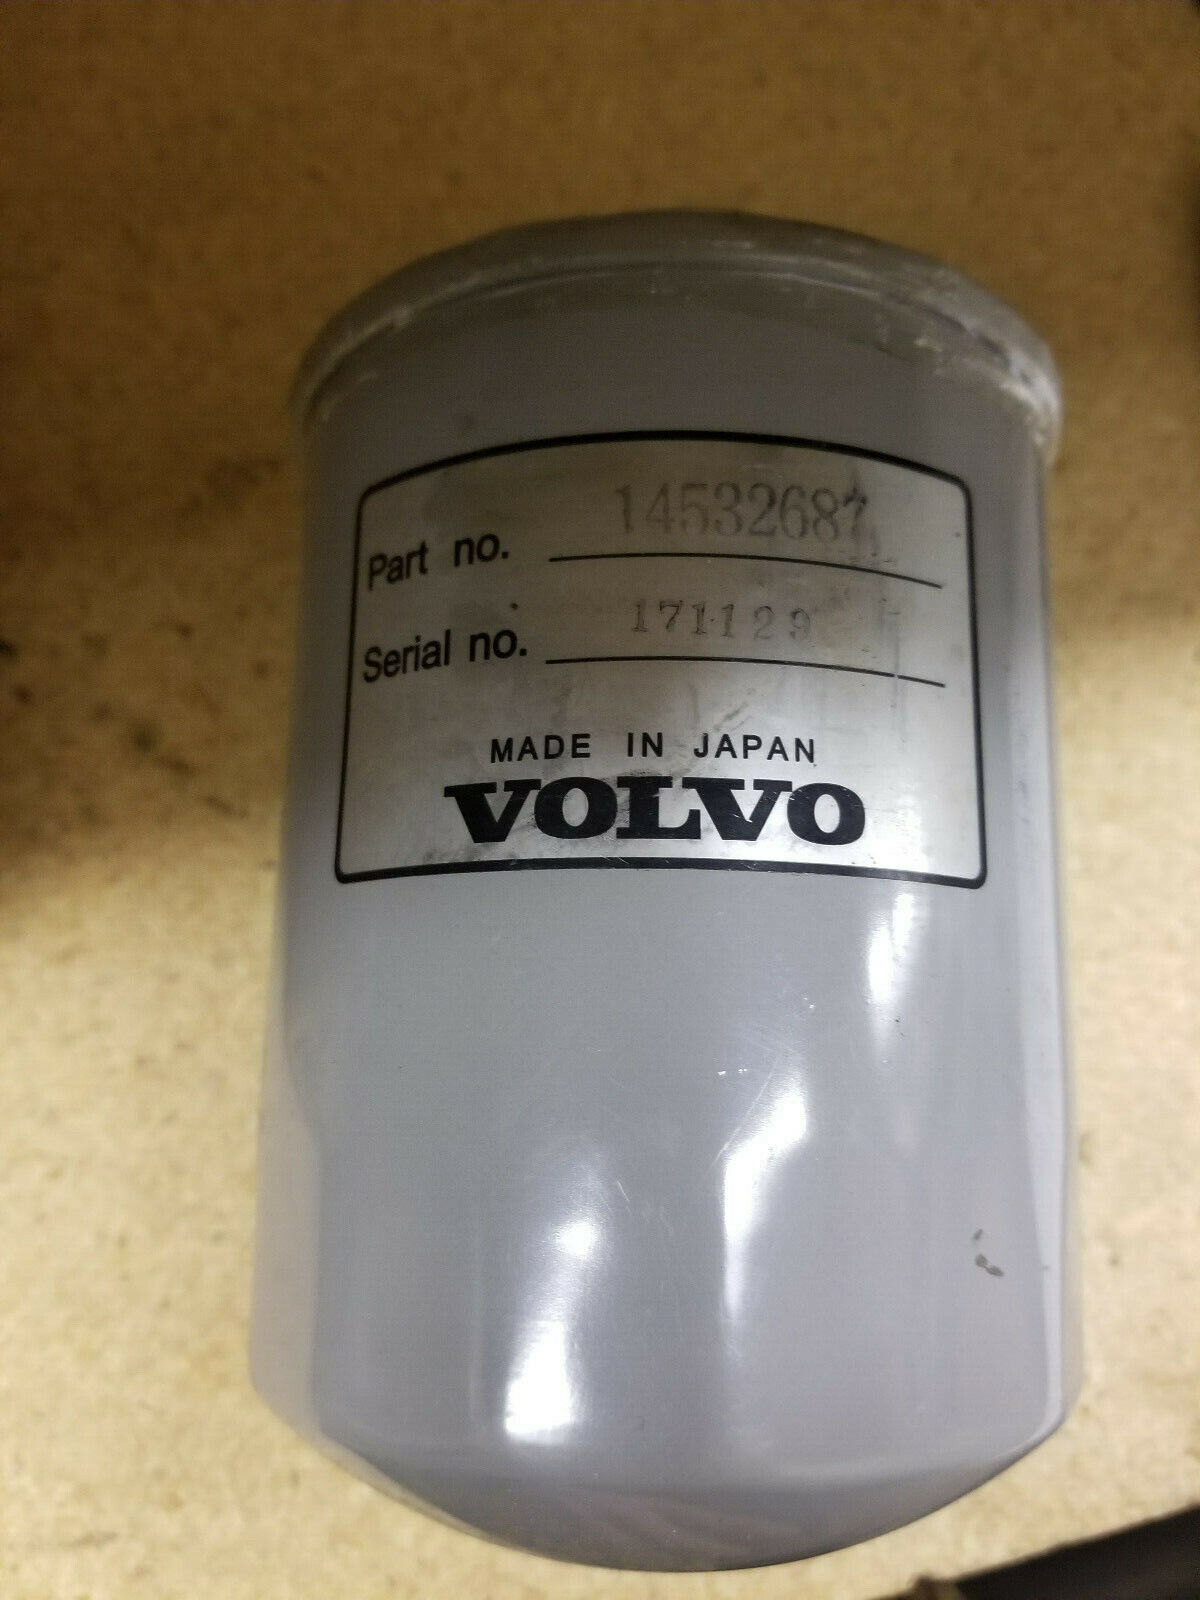 Part no. 14532687
Serial no. 171129
MADE IN JAPAN
VOLVO